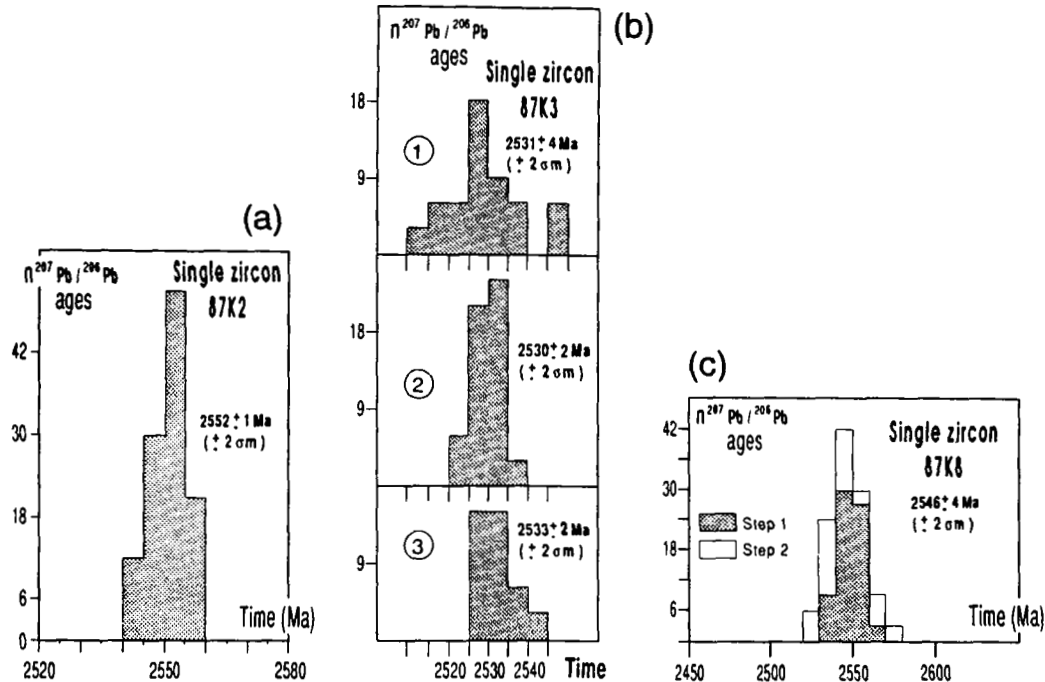 (a)
n²⁰⁷Pb/²⁰⁶Pb
ages
Single zircon
87K2
2552 ± 1 Ma
(± 2σm)
42
30
18
6
0
Time (Ma)
2520 2560 2580
(b)
n²⁰⁷Pb/²⁰⁶Pb
ages
Single zircon
87K3
2531 ± 4 Ma
(± 2σm)
1
18
9
2530 ± 2 Ma
(± 2σm)
2
18
9
2533 ± 2 Ma
(± 2σm)
3
9
2520 2530 2540 Time
(c)
n²⁰⁷Pb/²⁰⁶Pb
ages
Single zircon
87K8
2546 ± 4 Ma
(± 2σm)
Step 1
Step 2
42
30
18
6
Time (Ma)
2450 2500 2550 2600